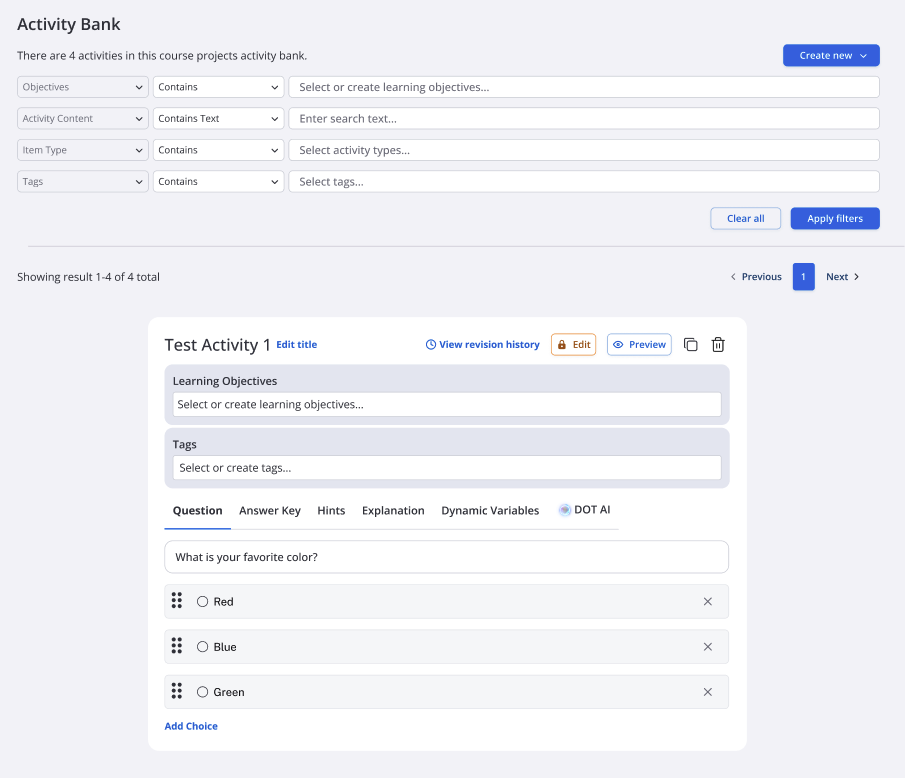 Activity Bank
There are 4 activities in this course projects activity bank.
Create new
Objectives Contains Select or create learning objectives...
Activity Content Contains Text Enter search text...
Item Type Contains Select activity types...
Tags Contains Select tags...
Clear all Apply filters
Showing result 1-4 of 4 total Previous 1 Next
Test Activity 1 Edit title View revision history Edit Preview
Learning Objectives
Select or create learning objectives...
Tags
Select or create tags...
Question Answer Key Hints Explanation Dynamic Variables DOT AI
What is your favorite color?
Red
Blue
Green
Add Choice